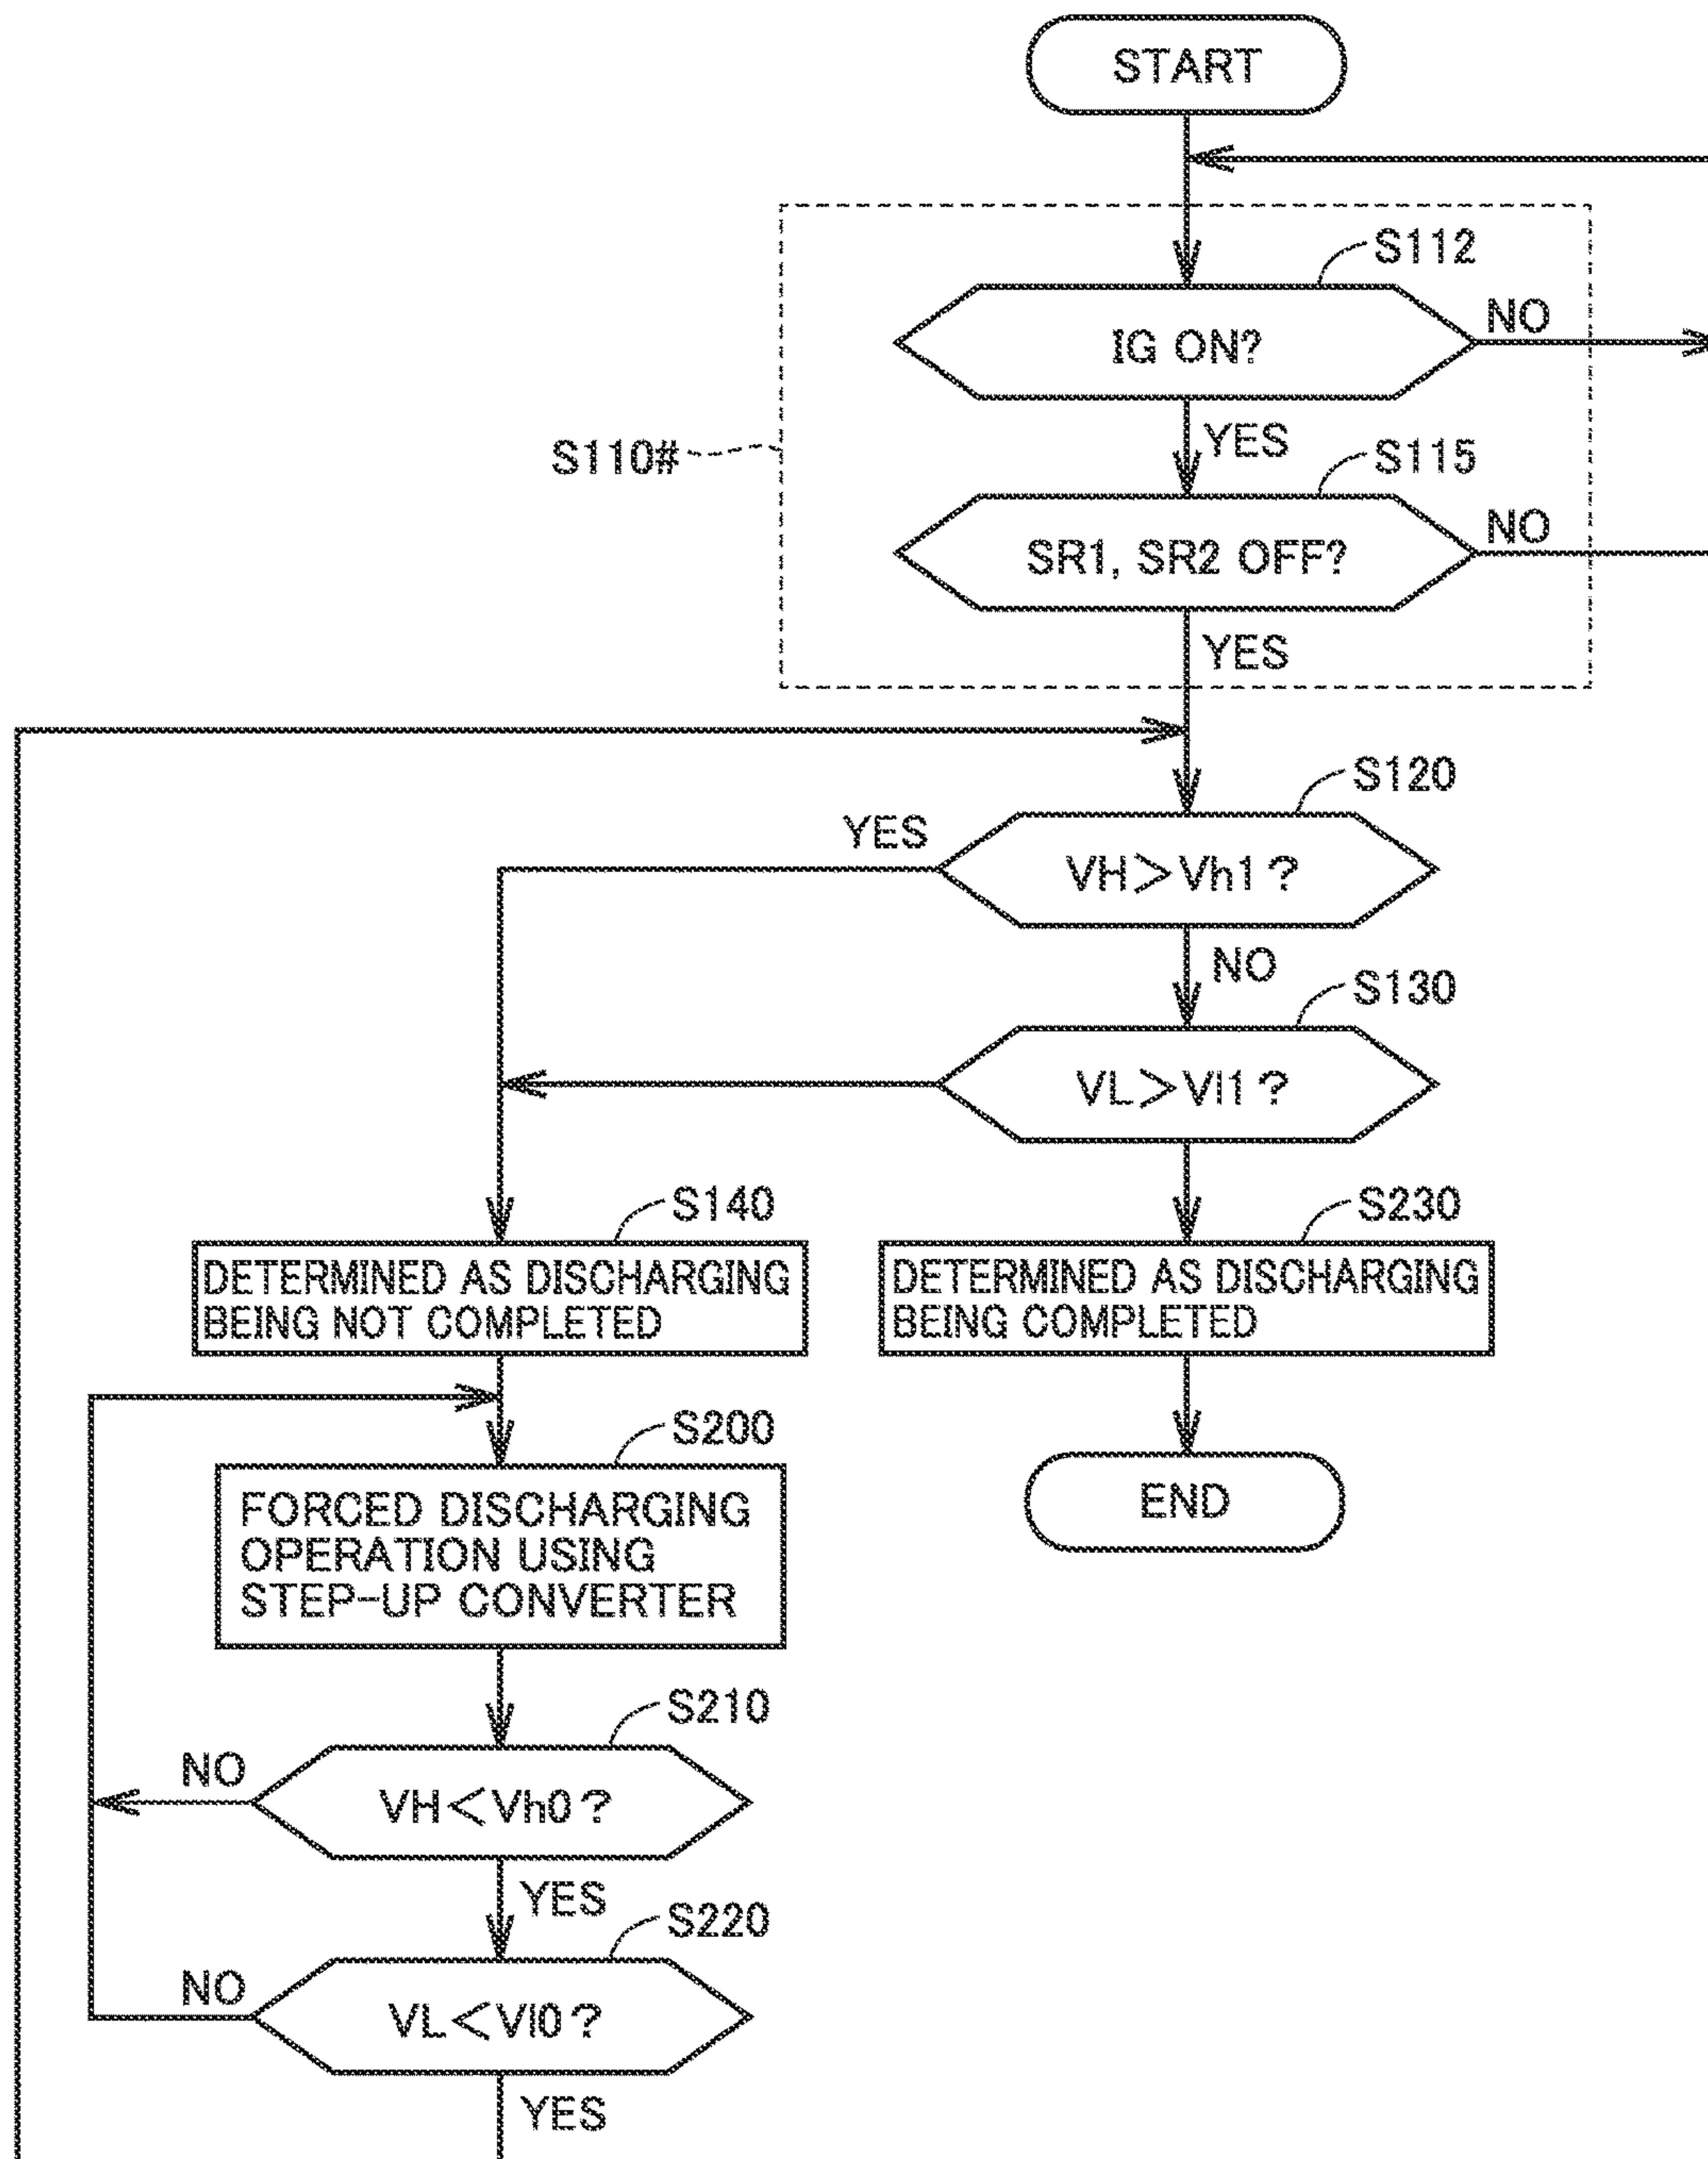 START
S112
IG ON?
NO
S110#
YES
S115
SR1, SR2 OFF?
NO
YES
S120
YES
VH>Vh1?
NO
S130
VL>Vl1?
S140
S230
DETERMINED AS DISCHARGING
BEING NOT COMPLETED
DETERMINED AS DISCHARGING
BEING COMPLETED
S200
FORCED DISCHARGING
OPERATION USING
STEP-UP CONVERTER
END
S210
NO
VH<Vh0?
YES
S220
NO
VL<Vl0?
YES